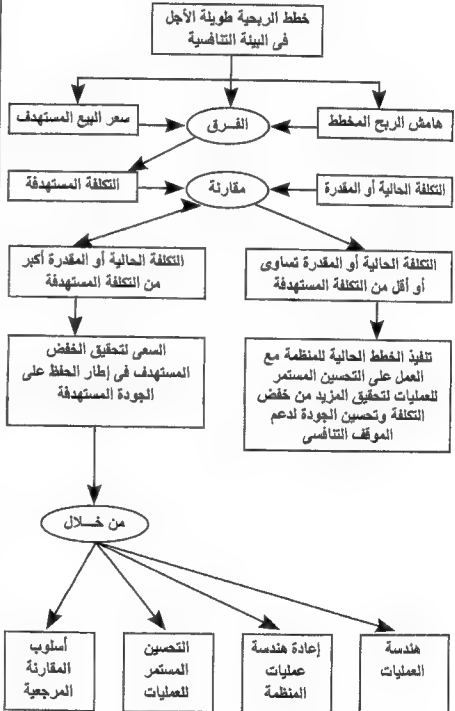 خطط الربحية طويلة الأجل
فى البيئة التنافسية
هامش الربح المخطط
الفـــرق
سعر البيع المستهدف
التكلفة الحالية أو المقدرة
مقارنة
التكلفة المستهدفة
التكلفة الحالية أو المقدرة تساوى
أو أقل من التكلفة المستهدفة
التكلفة الحالية أو المقدرة أكبر
من التكلفة المستهدفة
تنفيذ الخطط الحالية للمنظمة مع
العمل على التحسين المستمر
للعمليات لتحقيق المزيد من خفض
التكلفة وتحسين الجودة لدعم
الموقف التنافسى
السعى لتحقيق الخفض
المستهدف فى إطار الحفظ على
الجودة المستهدفة
من خـــلال
هندسة
العمليات
إعادة هندسة
عمليات
المنظمة
التحسين
المستمر
للعمليات
أسلوب
المقارنة
المرجعية